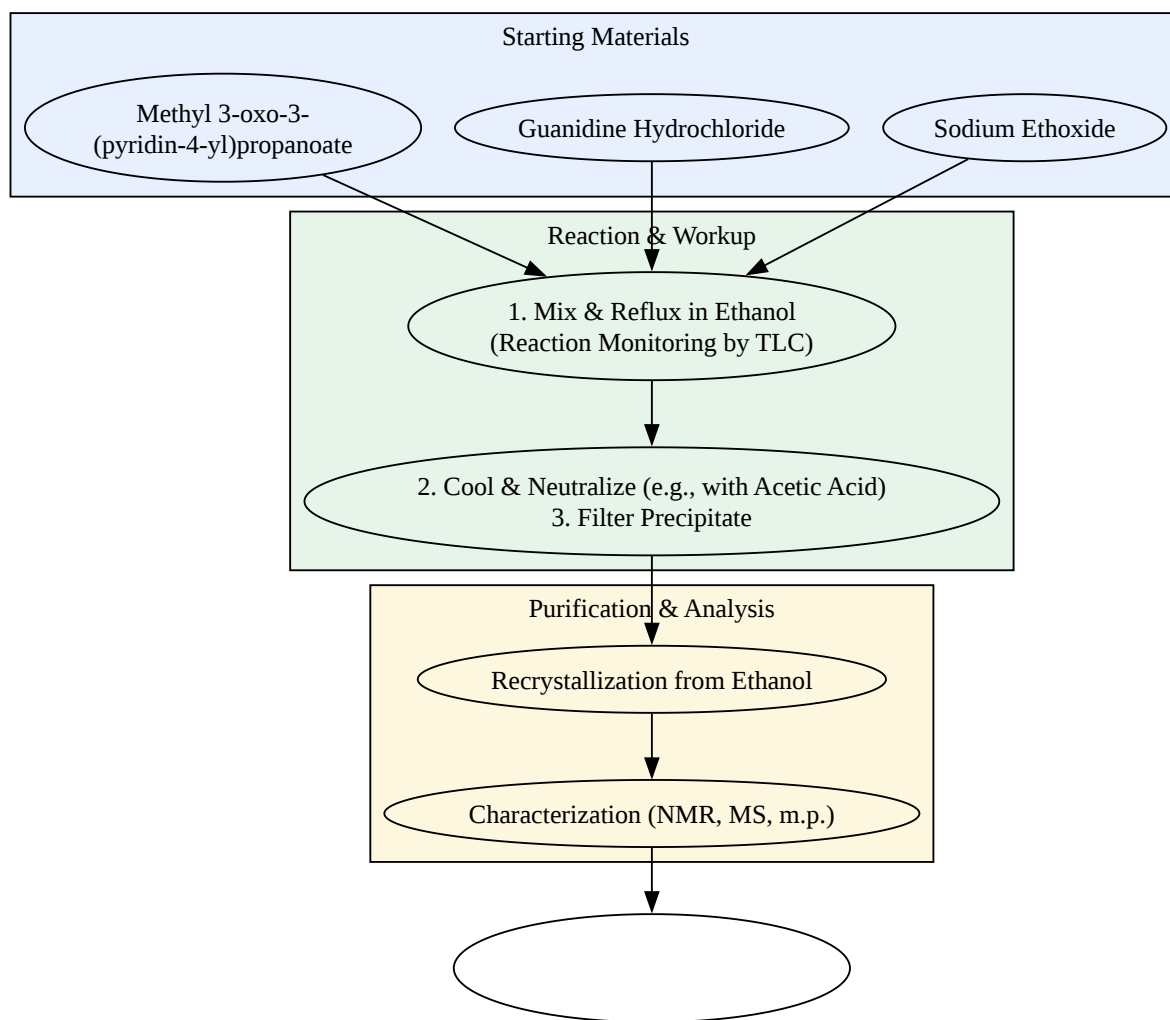 Starting Materials
Methyl 3-oxo-3-
(pyridin-4-yl)propanoate
Guanidine Hydrochloride
Sodium Ethoxide
Reaction & Workup
1. Mix & Reflux in Ethanol
(Reaction Monitoring by TLC)
2. Cool & Neutralize (e.g., with Acetic Acid)
3. Filter Precipitate
Purification & Analysis
Recrystallization from Ethanol
Characterization (NMR, MS, m.p.)